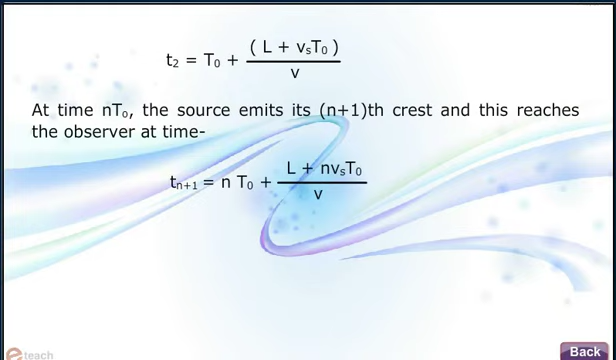 t₂ = T₀ + ( L + vₛT₀ ) / v
At time nT₀, the source emits its (n+1)th crest and this reaches
the observer at time-
tₙ₊₁ = n T₀ + L + nvₛT₀ / v
eteach
Back